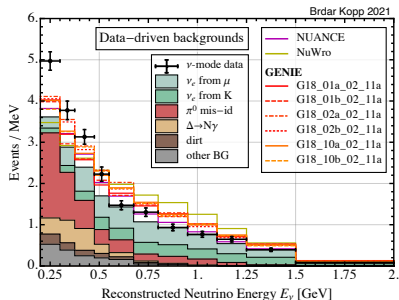 Brdar Kopp 2021
Data-driven backgrounds
ν-mode data
νe from μ
νe from K
π0 mis-id
Δ→Nγ
dirt
other BG
NUANCE
NuWro
GENIE
G18_01a_02_11a
G18_01b_02_11a
G18_02a_02_11a
G18_02b_02_11a
G18_10a_02_11a
G18_10b_02_11a
Events / MeV
6.
5.
4.
3.
2.
1.
0.
0.25 0.5 0.75 1.0 1.25 1.5 1.75 2.0
Reconstructed Neutrino Energy Eν [GeV]